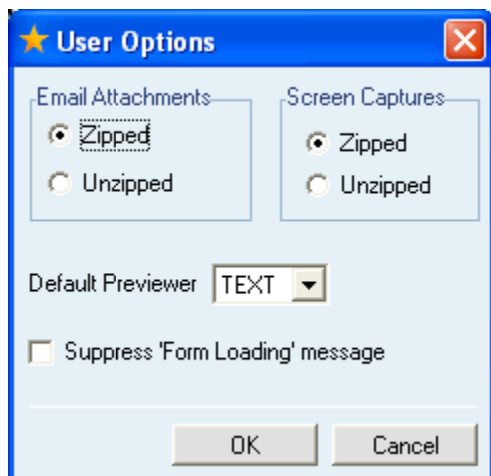 User Options
Email Attachments Screen Captures
Zipped Zipped
Unzipped Unzipped
Default Previewer TEXT
Suppress 'Form Loading' message
OK Cancel